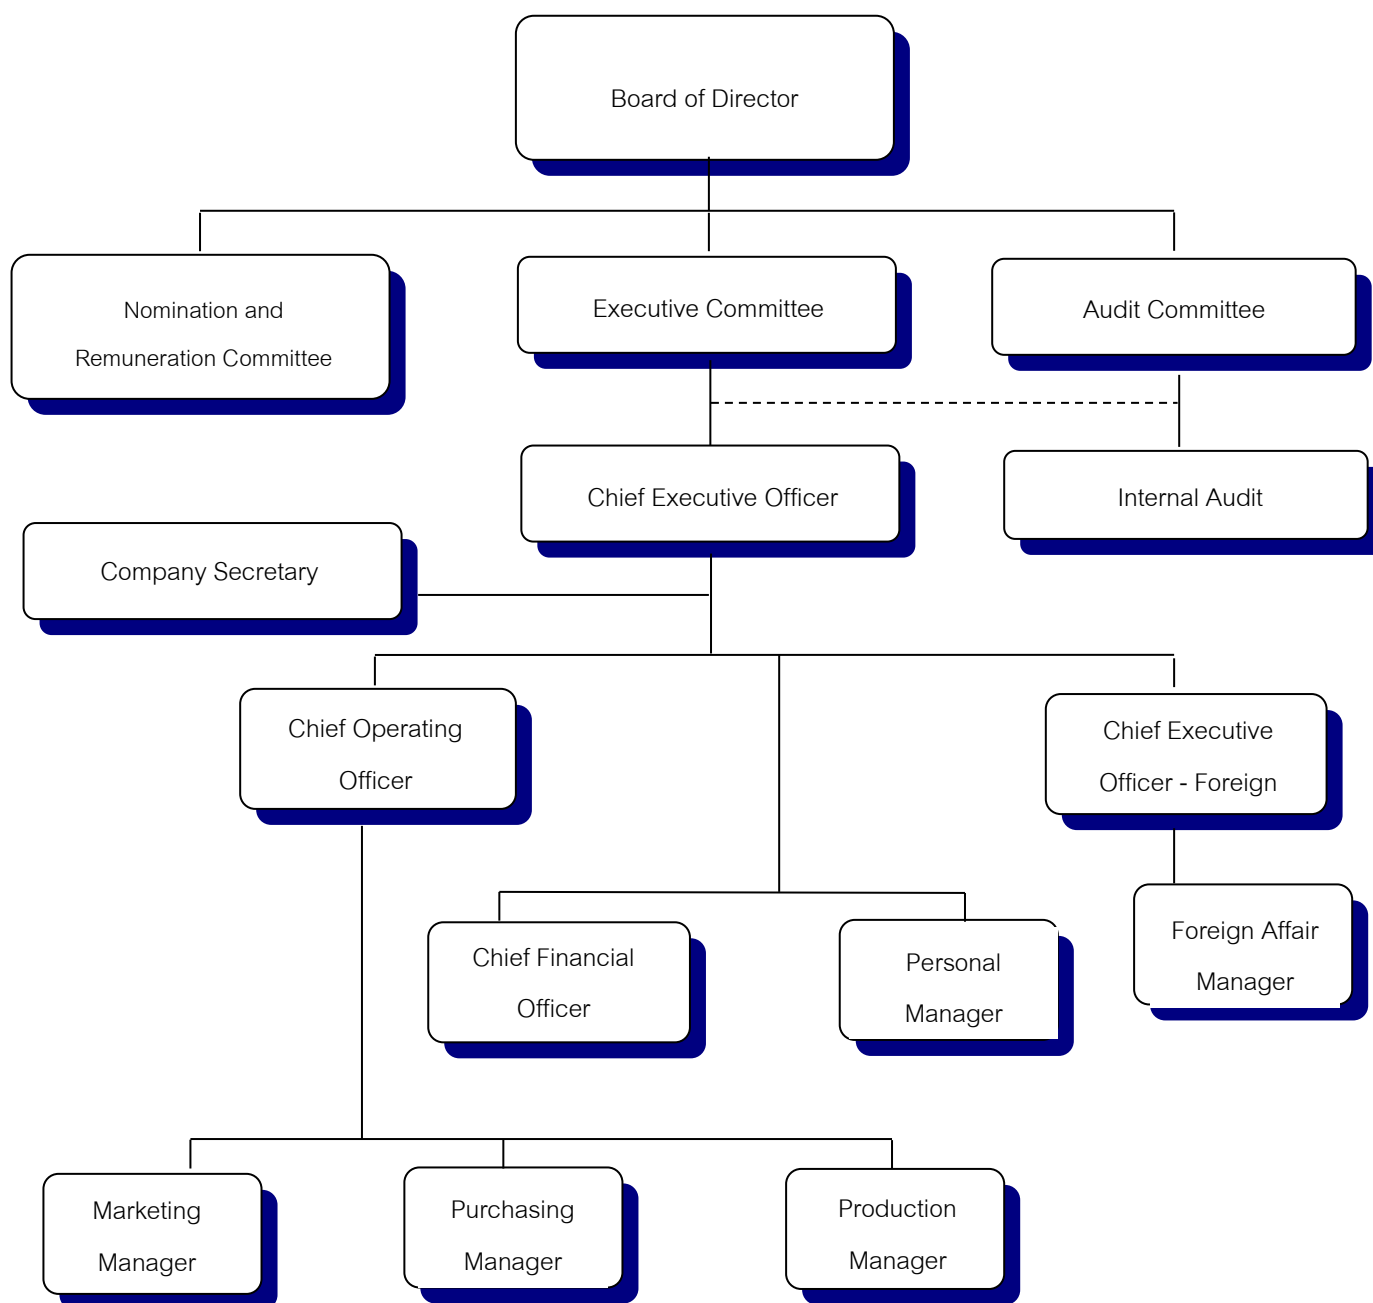 Board of Director
Nomination and
Remuneration Committee
Executive Committee
Audit Committee
Chief Executive Officer
Internal Audit
Company Secretary
Chief Operating
Officer
Chief Executive
Officer - Foreign
Chief Financial
Officer
Personal
Manager
Foreign Affair
Manager
Marketing
Manager
Purchasing
Manager
Production
Manager